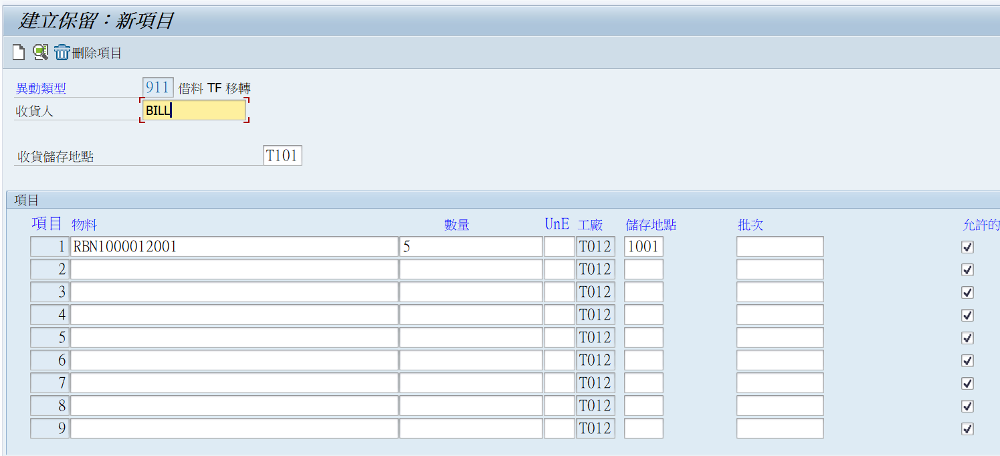 建立保留：新項目
刪除項目
異動類型 911 借料 TF 移轉
收貨人 BILL
收貨儲存地點 T101
項目
項目 物料 數量 UnE 工廠 儲存地點 批次 允許的
1 RBN1000012001 5 T012 1001
2 T012
3 T012
4 T012
5 T012
6 T012
7 T012
8 T012
9 T012